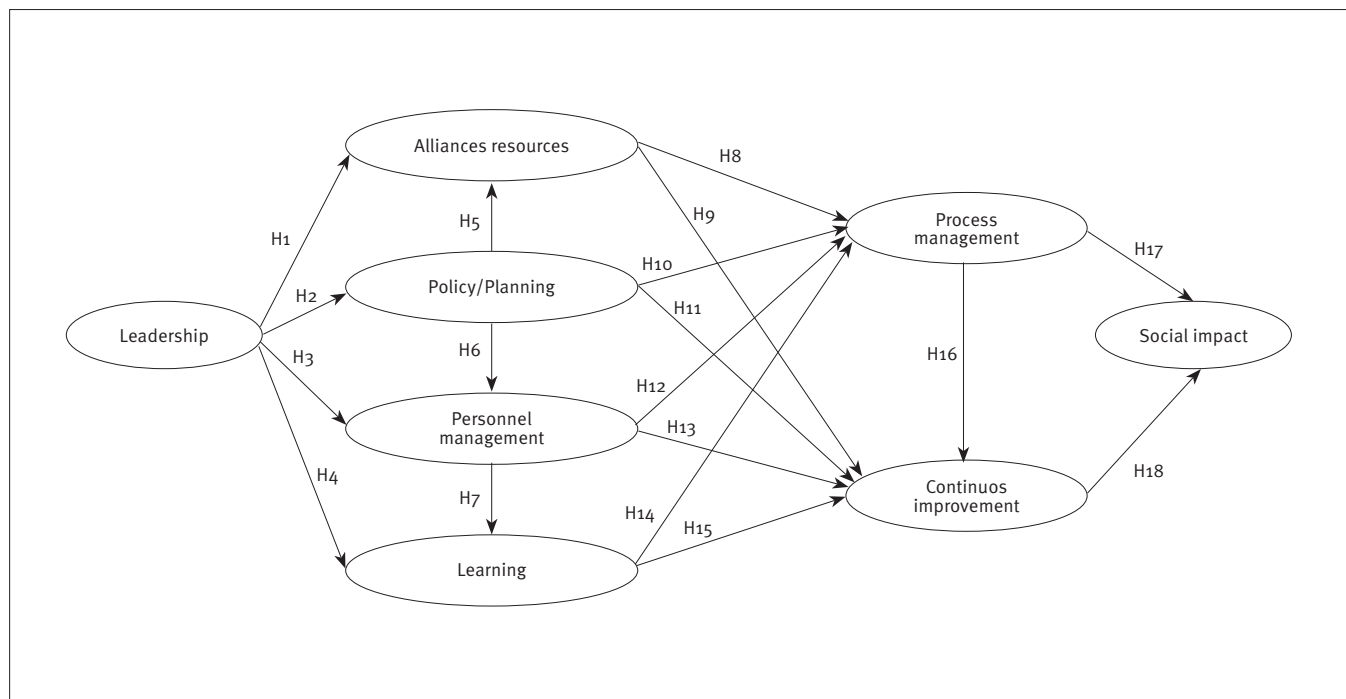 Alliances resources
H8
H1
H5
H9
Process
management
H17
H2
Policy/Planning
H10
H11
Leadership
Social impact
H3
H6
H12
H16
Personnel
management
H13
H4
H7
H14
H15
Continuos
improvement
H18
Learning